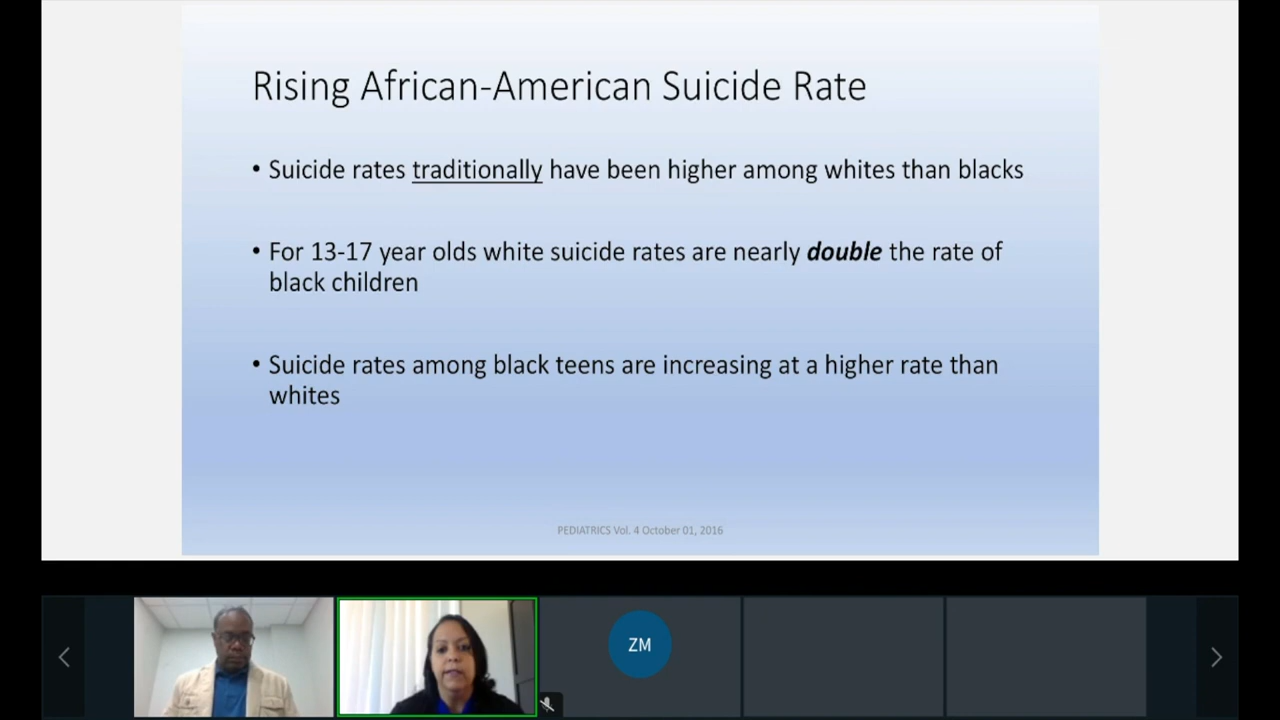 Rising African-American Suicide Rate
• Suicide rates traditionally have been higher among whites than blacks
• For 13-17 year olds white suicide rates are nearly double the rate of
black children
• Suicide rates among black teens are increasing at a higher rate than
whites
PEDIATRICS Vol. 4 October 01, 2016
ZM